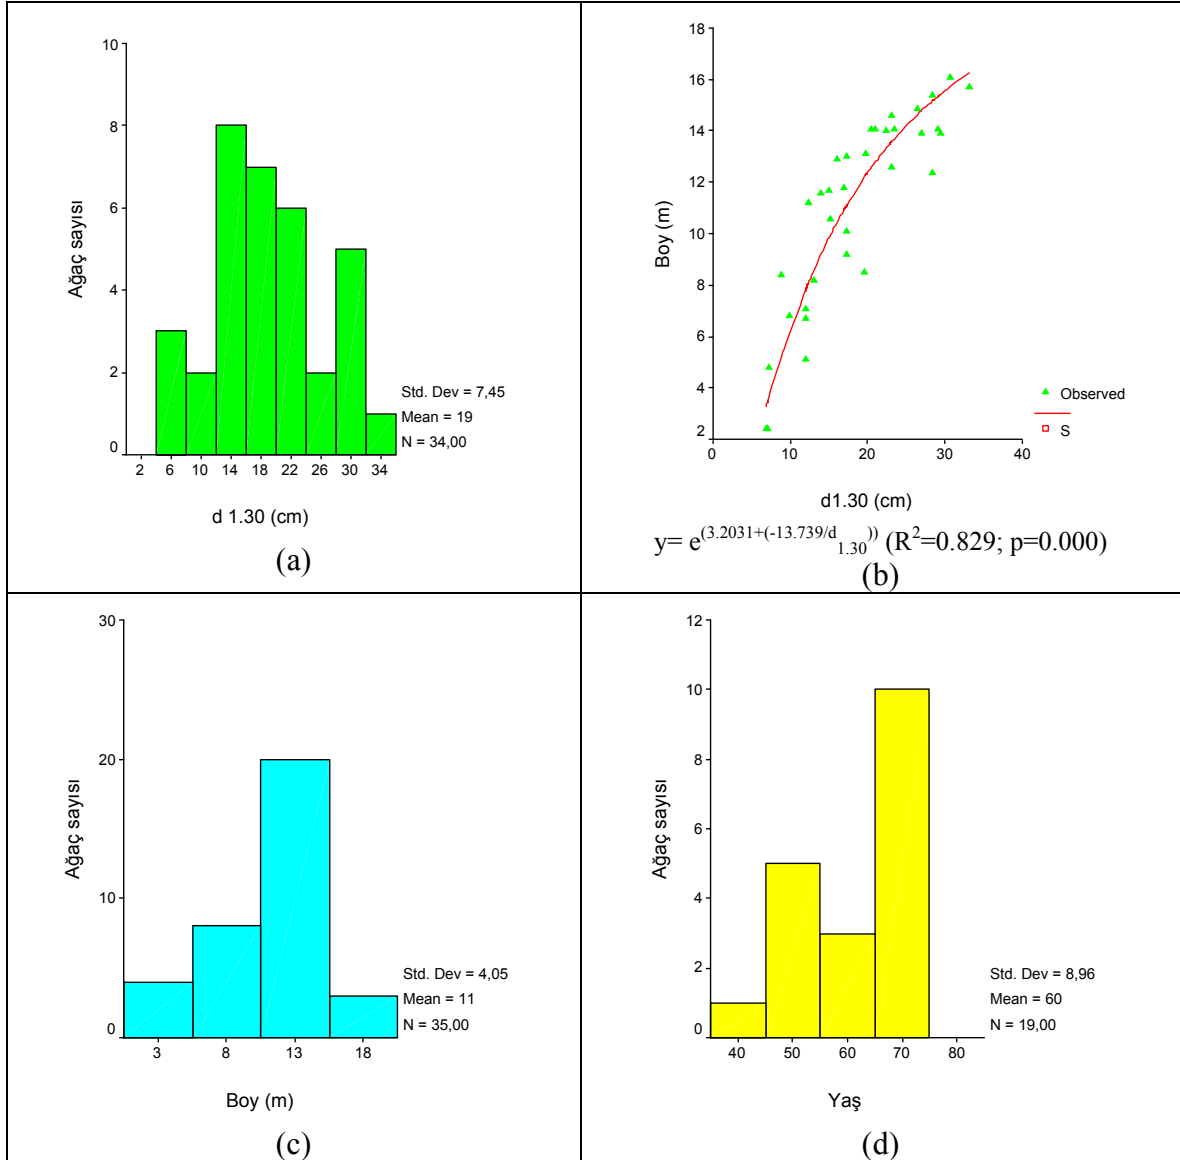 10
8
6
4
2
0
Ağaç sayısı
Std. Dev = 7,45
Mean = 19
N = 34,00
2 6 10 14 18 22 26 30 34
d 1.30 (cm)
(a)
18
16
14
12
10
8
6
4
2
Boy (m)
Observed
S
0 10 20 30 40
d1.30 (cm)
y= e^(3.2031+(-13.739/d_1.30)) (R²=0.829; p=0.000)
(b)
30
20
10
0
Ağaç sayısı
Std. Dev = 4,05
Mean = 11
N = 35,00
3 8 13 18
Boy (m)
(c)
12
10
8
6
4
2
0
Ağaç sayısı
Std. Dev = 8,96
Mean = 60
N = 19,00
40 50 60 70 80
Yaş
(d)